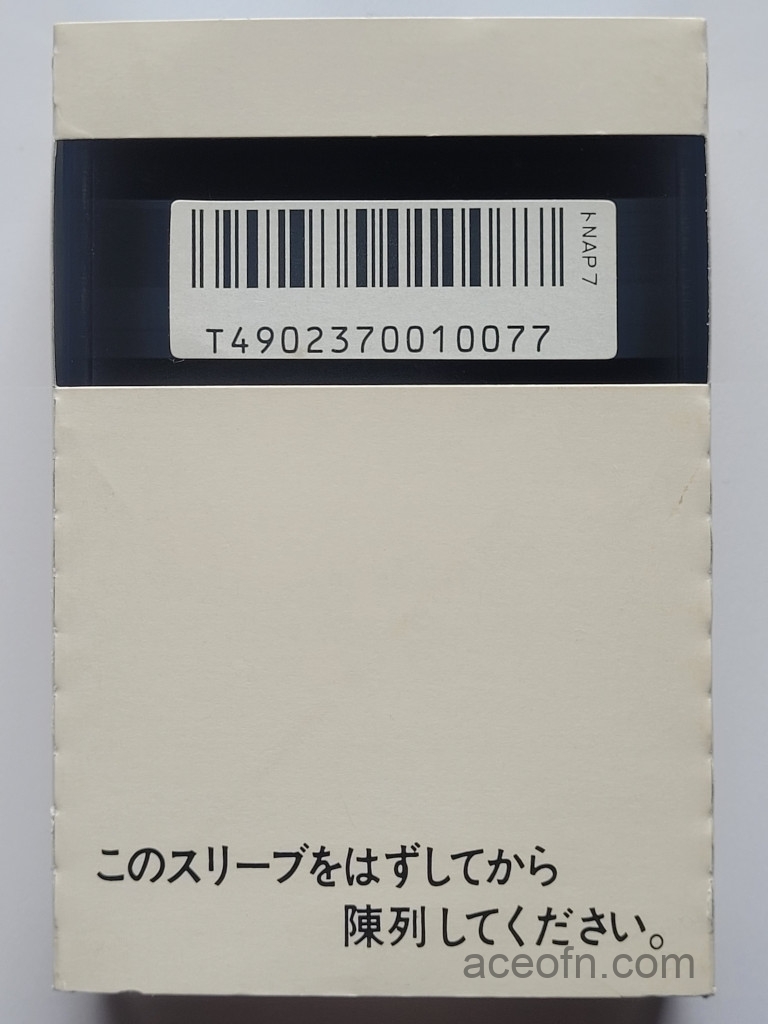 トNAP7
T4902370010077
このスリーブをはずしてから
陳列してください。
aceofn.com